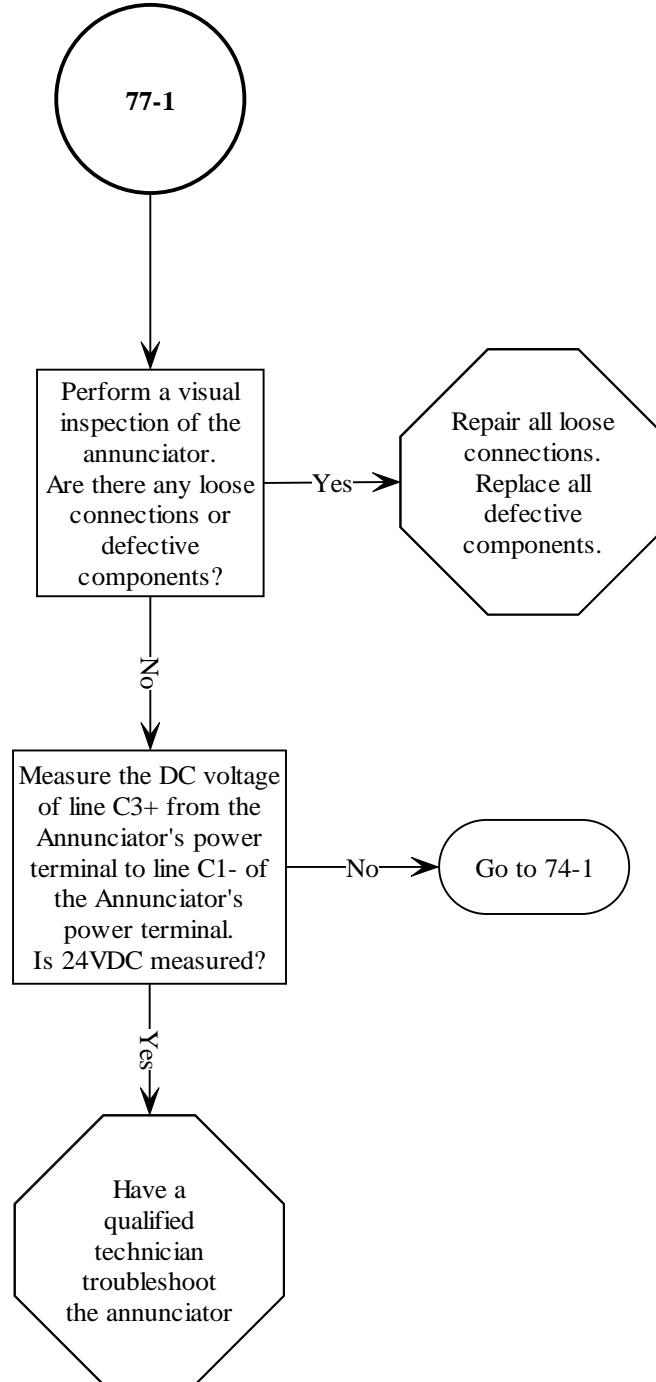 77-1
Perform a visual
inspection of the
annunciator.
Are there any loose
connections or
defective
components?
Yes
Repair all loose
connections.
Replace all
defective
components.
No
Measure the DC voltage
of line C3+ from the
Annunciator's power
terminal to line C1- of
the Annunciator's
power terminal.
Is 24VDC measured?
No
Go to 74-1
Yes
Have a
qualified
technician
troubleshoot
the annunciator